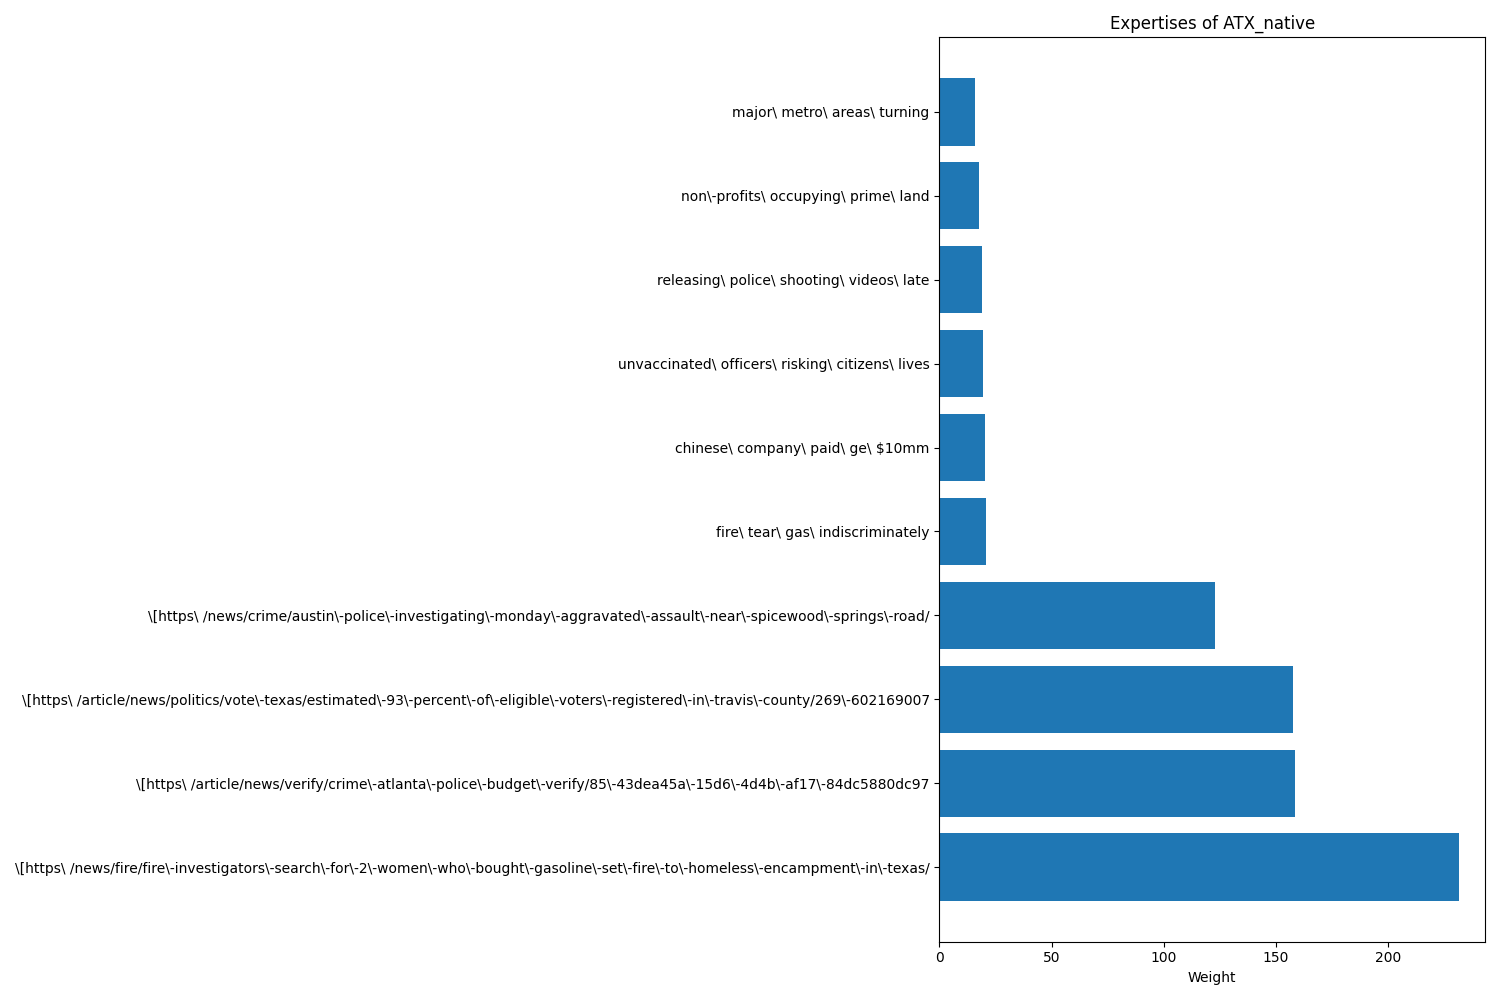 Expertises of ATX_native
major\ metro\ areas\ turning
non\-profits\ occupying\ prime\ land
releasing\ police\ shooting\ videos\ late
unvaccinated\ officers\ risking\ citizens\ lives
chinese\ company\ paid\ ge\ $10mm
fire\ tear\ gas\ indiscriminately
\[https\ /news/crime/austin\-police\-investigating\-monday\-aggravated\-assault\-near\-spicewood\-springs\-road/
\[https\ /article/news/politics/vote\-texas/estimated\-93\-percent\-of\-eligible\-voters\-registered\-in\-travis\-county/269\-602169007
\[https\ /article/news/verify/crime\-atlanta\-police\-budget\-verify/85\-43dea45a\-15d6\-4d4b\-af17\-84dc5880dc97
\[https\ /news/fire/fire\-investigators\-search\-for\-2\-women\-who\-bought\-gasoline\-set\-fire\-to\-homeless\-encampment\-in\-texas/
0 50 100 150 200
Weight